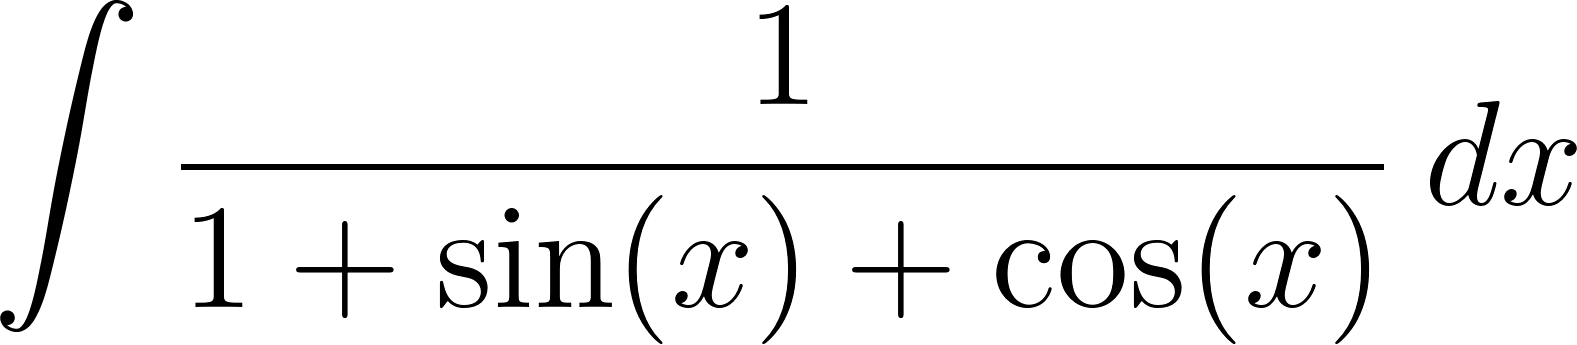 ∫ 1/(1 + sin(x) + cos(x)) dx